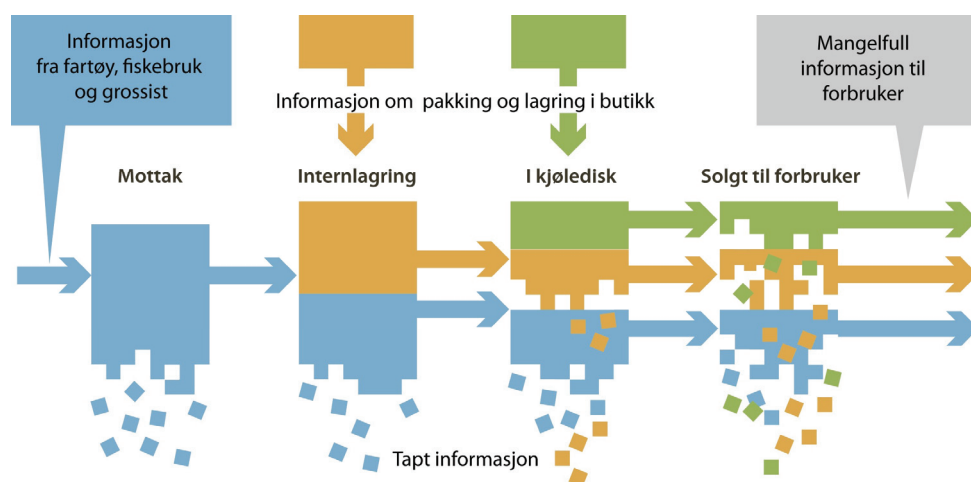 Informasjon
fra fartøy, fiskebruk
og grossist
Mangelfull
informasjon til
forbruker
Informasjon om pakking og lagring i butikk
Mottak
Internlagring
I kjøledisk
Solgt til forbruker
Tapt informasjon